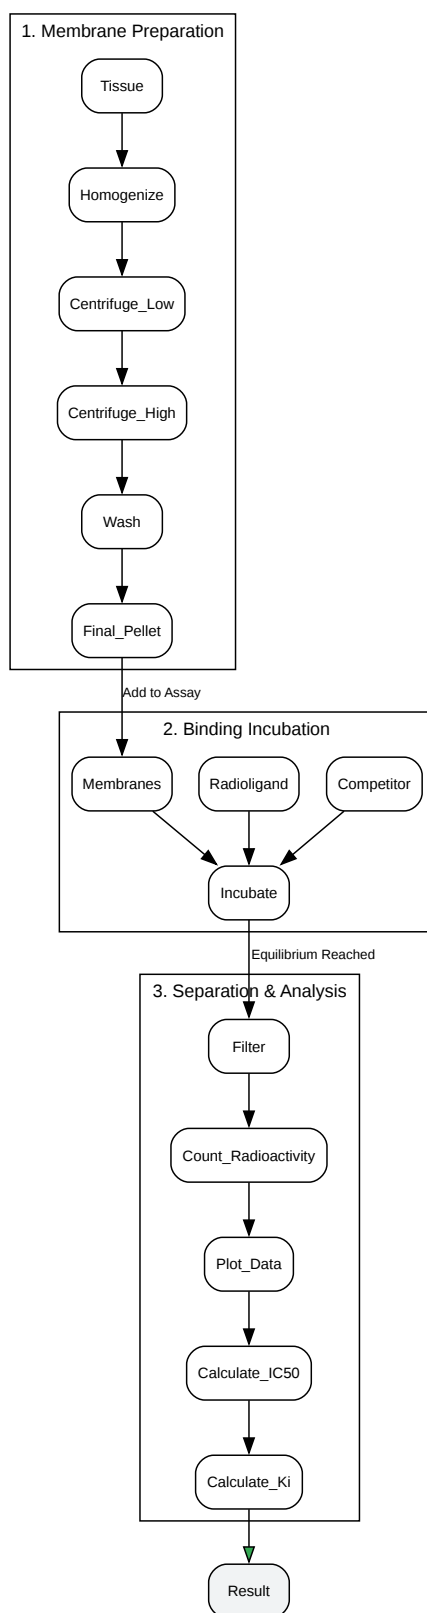 1. Membrane Preparation
Tissue
Homogenize
Centrifuge_Low
Centrifuge_High
Wash
Final_Pellet
Add to Assay
2. Binding Incubation
Membranes Radioligand Competitor
Incubate
Equilibrium Reached
3. Separation & Analysis
Filter
Count_Radioactivity
Plot_Data
Calculate_IC50
Calculate_Ki
Result